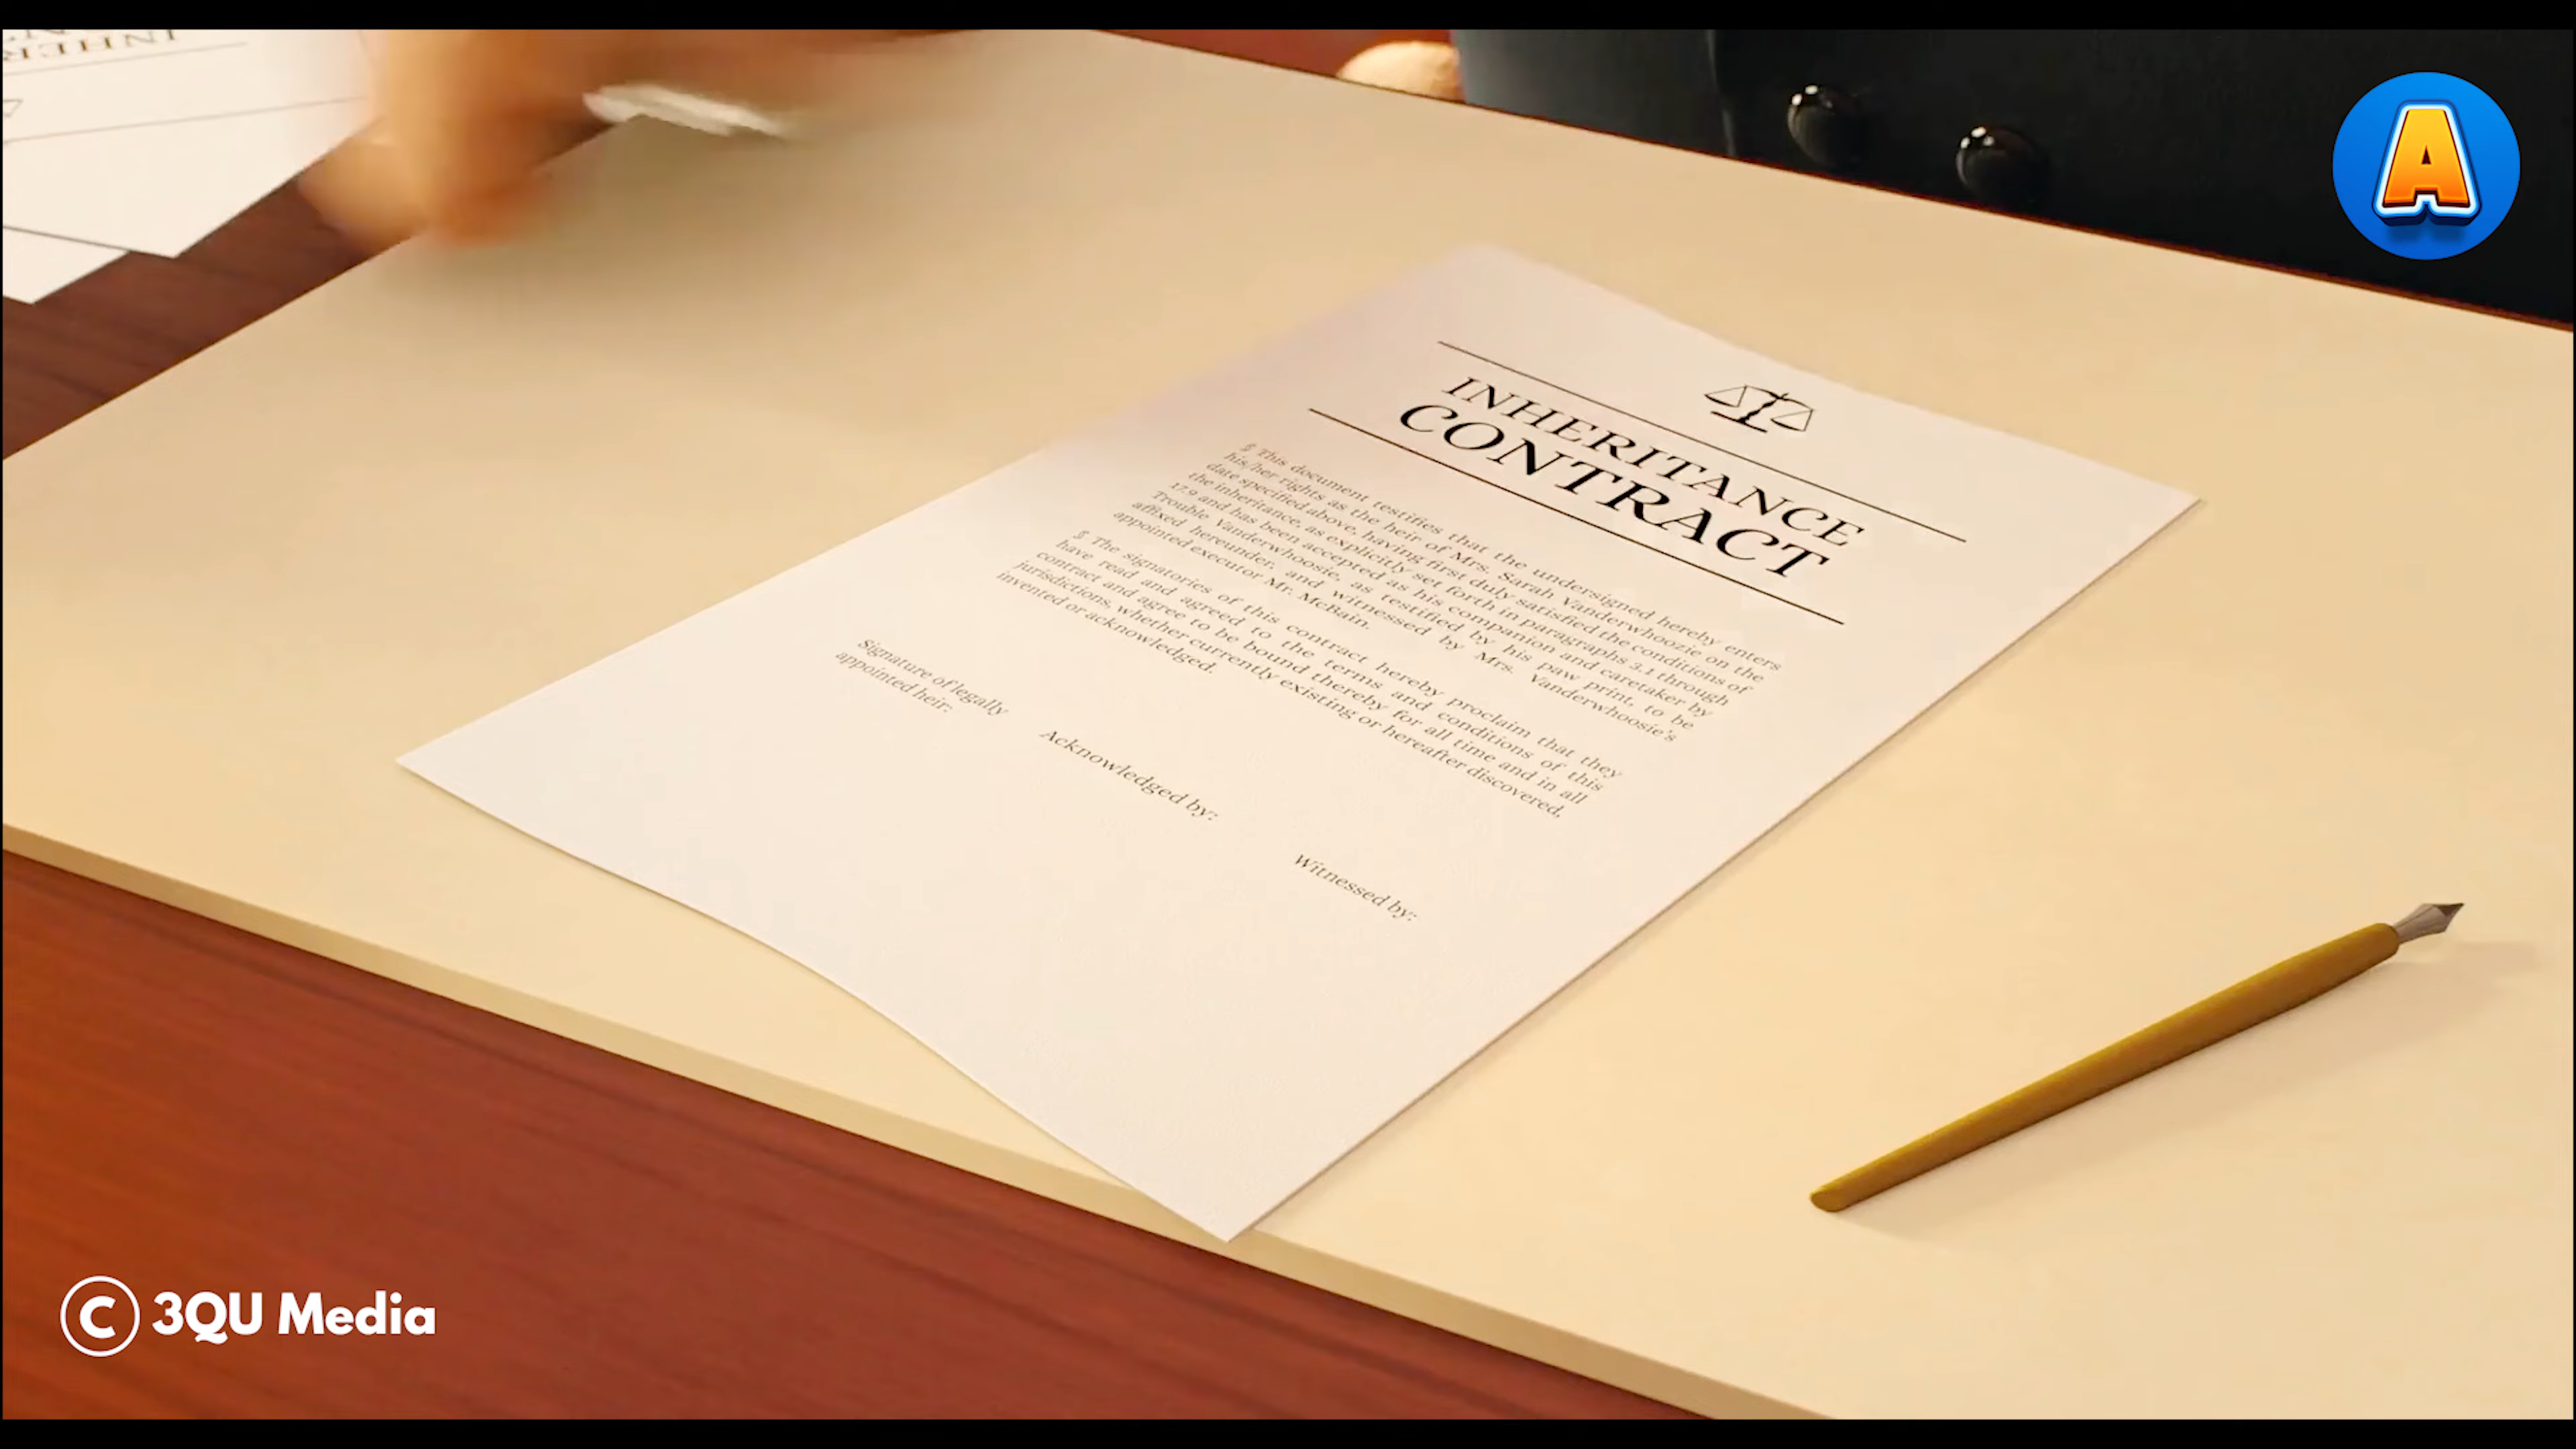 A
INHERITANCE
CONTRACT
§ This document testifies that the undersigned hereby enters
his/her rights as the heir of Mrs. Sarah Vanderwhoozie on the
date specified above, having first duly satisfied the conditions of
the inheritance, as explicitly set forth in paragraphs 3.1 through
17.9 and has been accepted as his companion and caretaker by
Trouble Vanderwhoosie, as testified by his paw print, to be
affixed hereunder, and witnessed by Mrs. Vanderwhoosie's
appointed executor Mr. McBain.
§ The signatories of this contract hereby proclaim that they
have read and agreed to the terms and conditions of this
contract and agree to be bound thereby for all time and in all
jurisdictions, whether currently existing or hereafter discovered,
invented or acknowledged.
Signature of legally
appointed heir:
Acknowledged by:
Witnessed by:
© 3QU Media